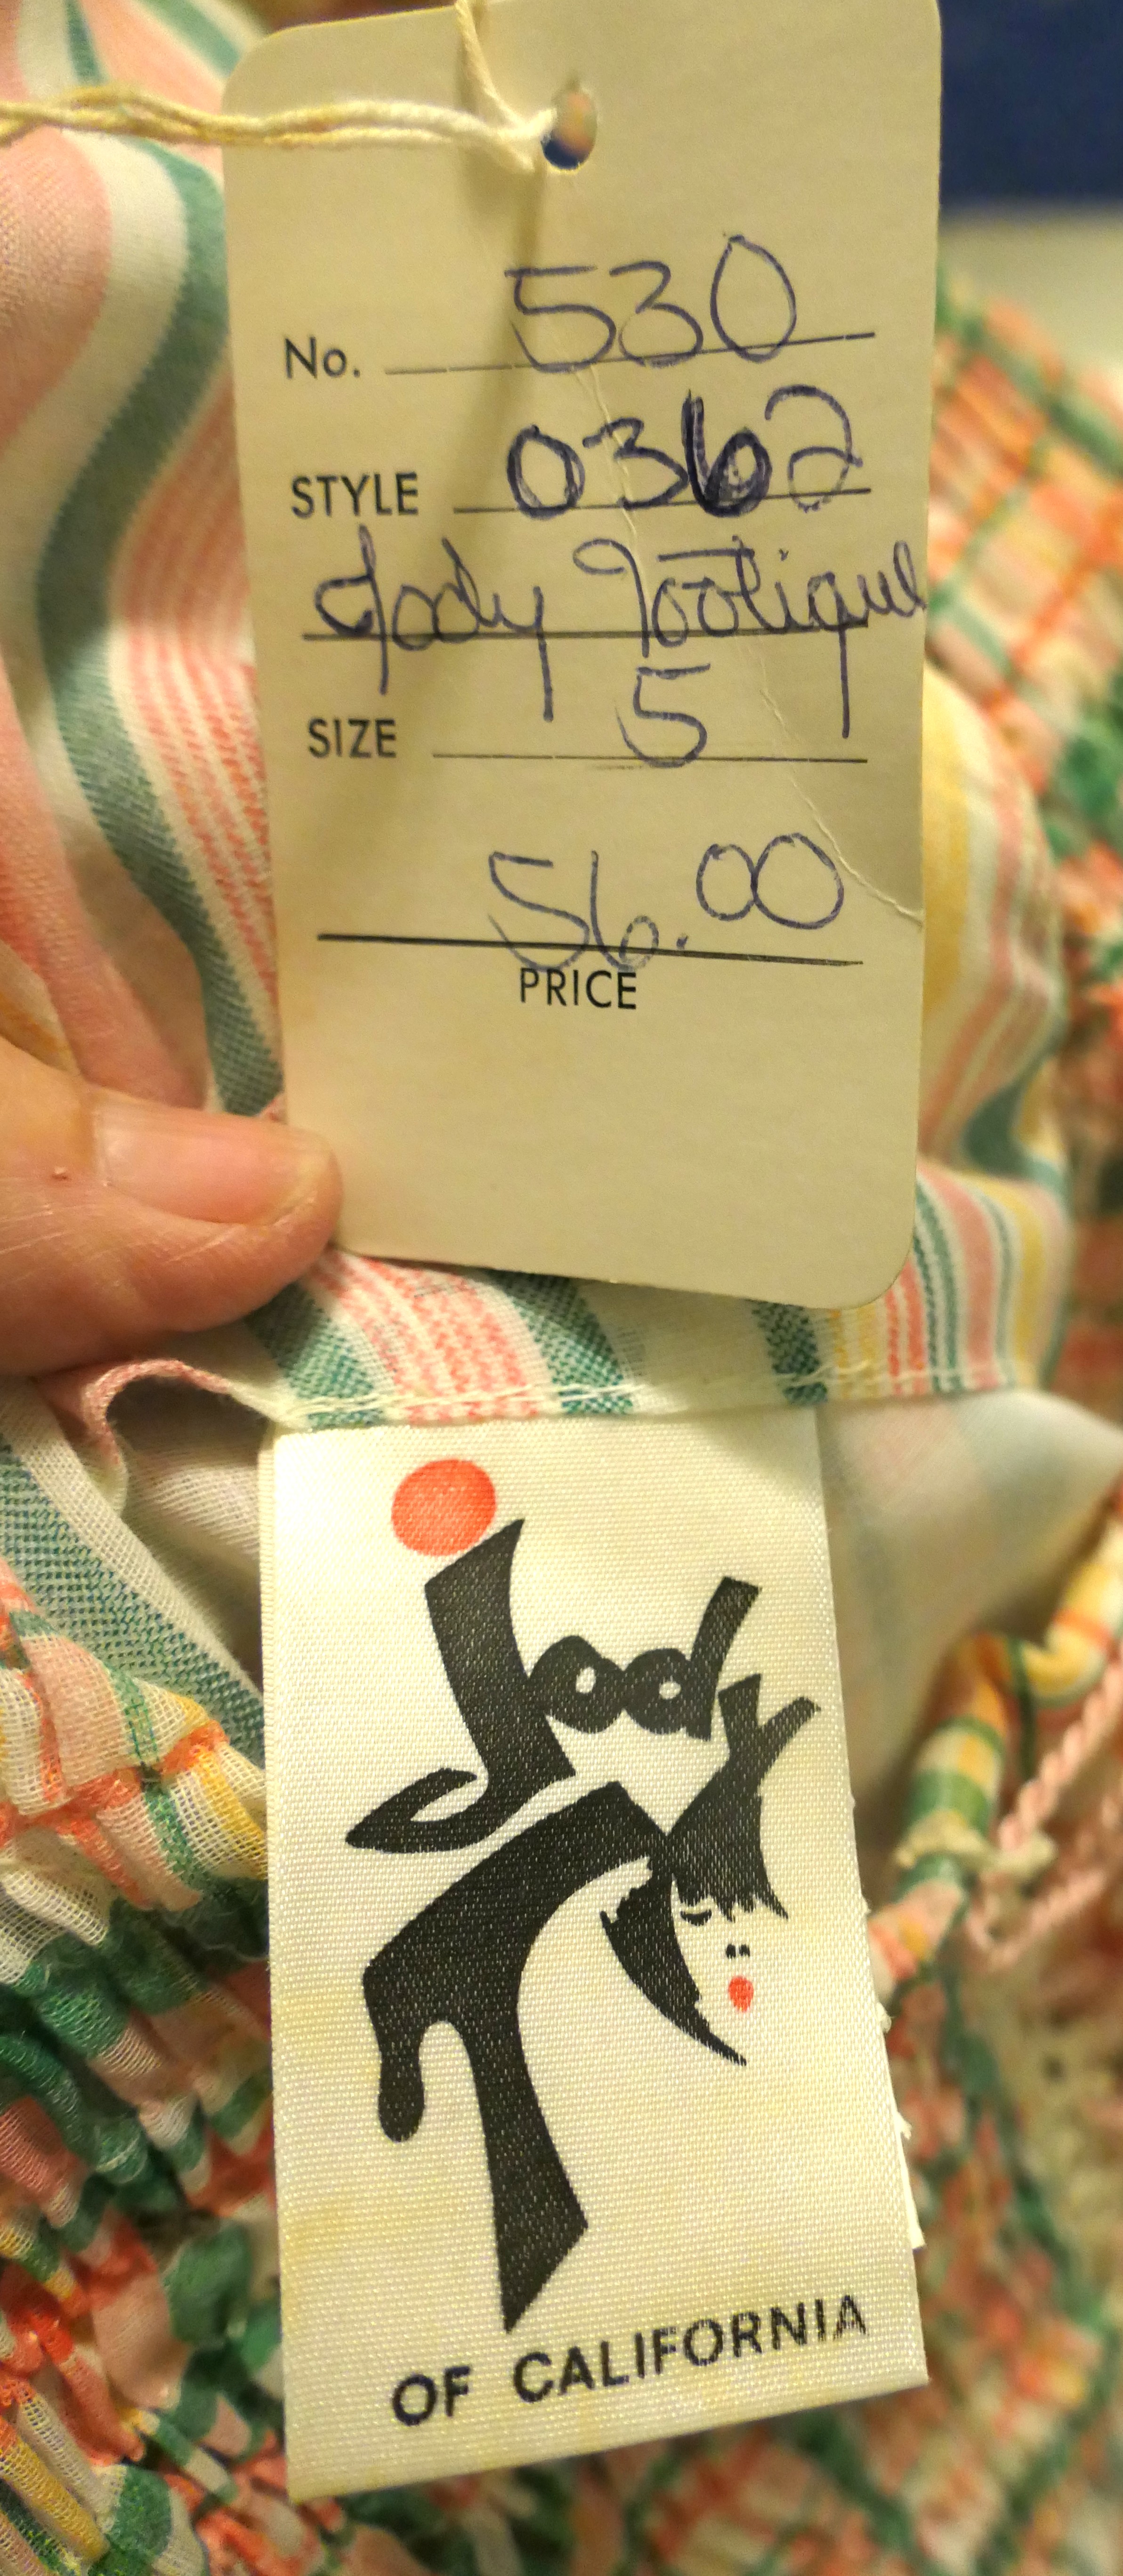 No. 530
STYLE 0362
Jody Tootique
SIZE 5
56.00
PRICE
Jody
OF CALIFORNIA